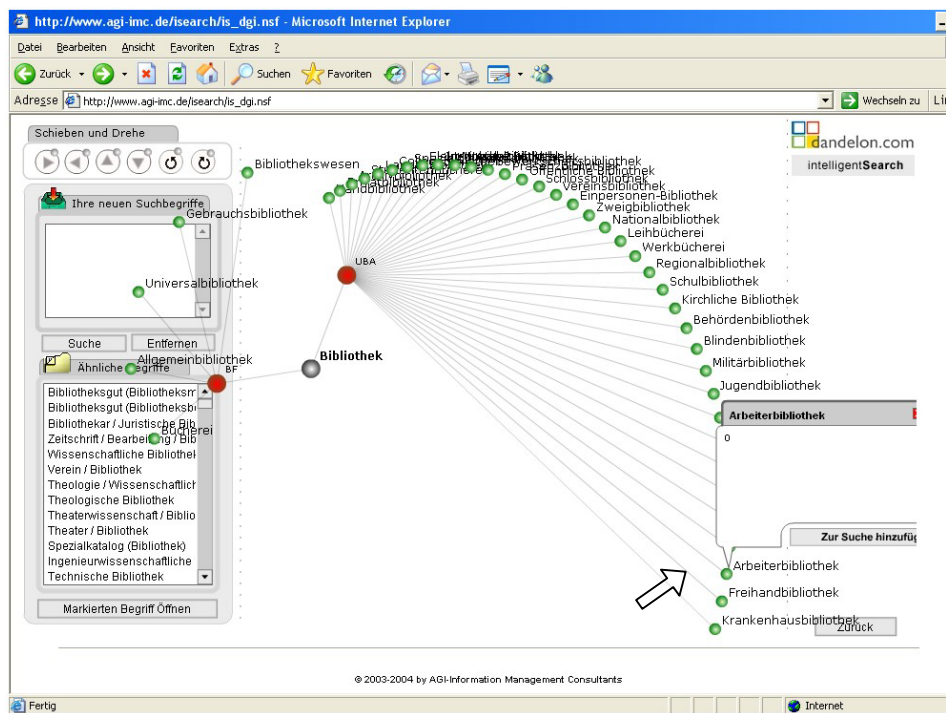 http://www.agi-imc.de/isearch/is_dgi.nsf - Microsoft Internet Explorer
Datei Bearbeiten Ansicht Favoriten Extras ?
Zurück Suchen Favoriten
Adresse http://www.agi-imc.de/isearch/is_dgi.nsf Wechseln zu
Schieben und Drehe
dandelon.com
intelligentSearch
Ihre neuen Suchbegriffe
Suche Entfernen
Ähnliche Begriffe
Bibliotheksgut (Bibliotheksm
Bibliotheksgut (Bibliotheksb
Bibliothekar / Juristische Bib
Zeitschrift / Bearbeitung / Bib
Wissenschaftliche Bibliothek
Verein / Bibliothek
Theologie / Wissenschaftlich
Theologische Bibliothek
Theaterwissenschaft / Biblio
Theater / Bibliothek
Spezialkatalog (Bibliothek)
Ingenieurwissenschaftliche
Technische Bibliothek
Markierten Begriff Öffnen
Bibliothekswesen
Gebrauchsbibliothek
Universalbibliothek
Allgemeinbibliothek
BF
Bücherei
Bibliothek
UBA
Öffentliche Bibliothek
Schlossbibliothek
Vereinsbibliothek
Einpersonen-Bibliothek
Zweigbibliothek
Nationalbibliothek
Leihbücherei
Werkbücherei
Regionalbibliothek
Schulbibliothek
Kirchliche Bibliothek
Behördenbibliothek
Blindenbibliothek
Militärbibliothek
Jugendbibliothek
Arbeiterbibliothek
0
Zur Suche hinzufüg
Arbeiterbibliothek
Freihandbibliothek
Krankenhausbibliothek
Zurück
© 2003-2004 by AGI-Information Management Consultants
Fertig Internet